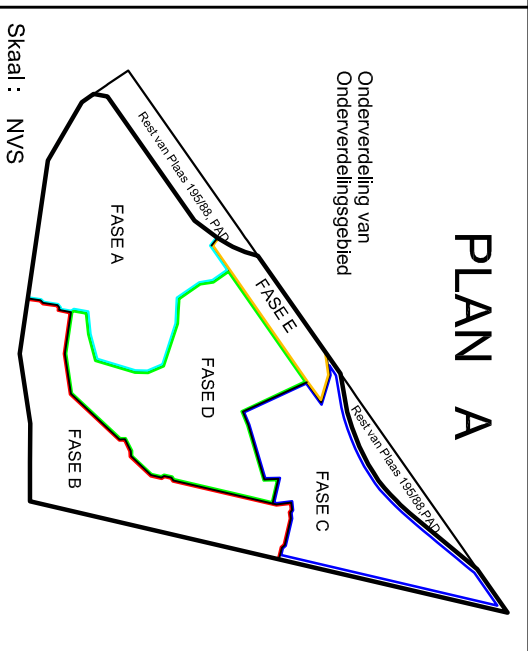 PLAN A
Onderverdeling van
Onderverdelingsgebied
Rest van Plaas 195/88, PAD
Rest van Plaas 195/88,PAD
FASE E
FASE A
FASE D
FASE C
FASE B
Skaal : NVS